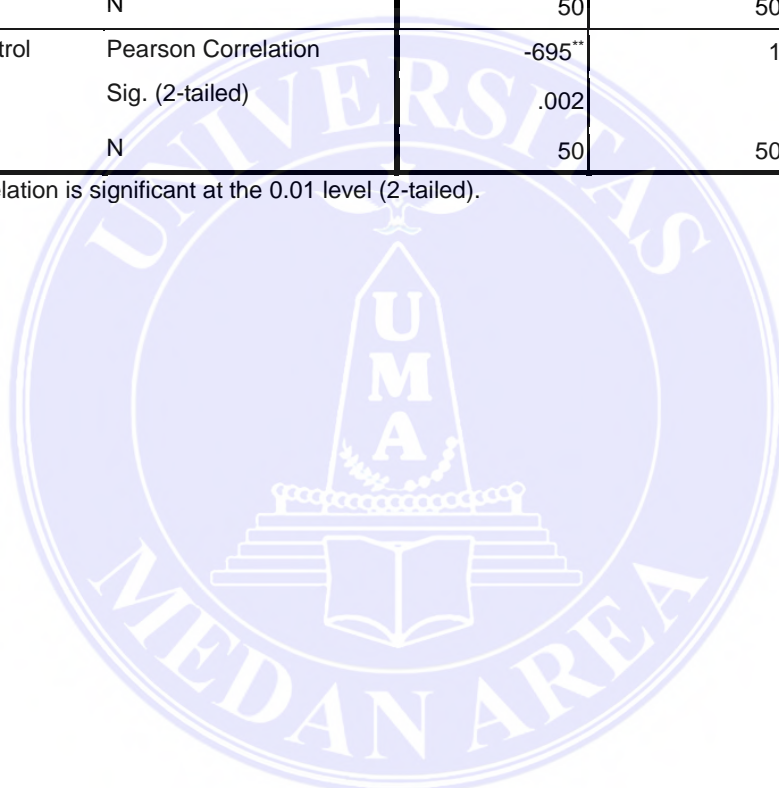 N 50 50
trol Pearson Correlation -695** 1
Sig. (2-tailed) .002
N 50 50
elation is significant at the 0.01 level (2-tailed).
UNIVERSITAS
U
M
A
MEDAN AREA